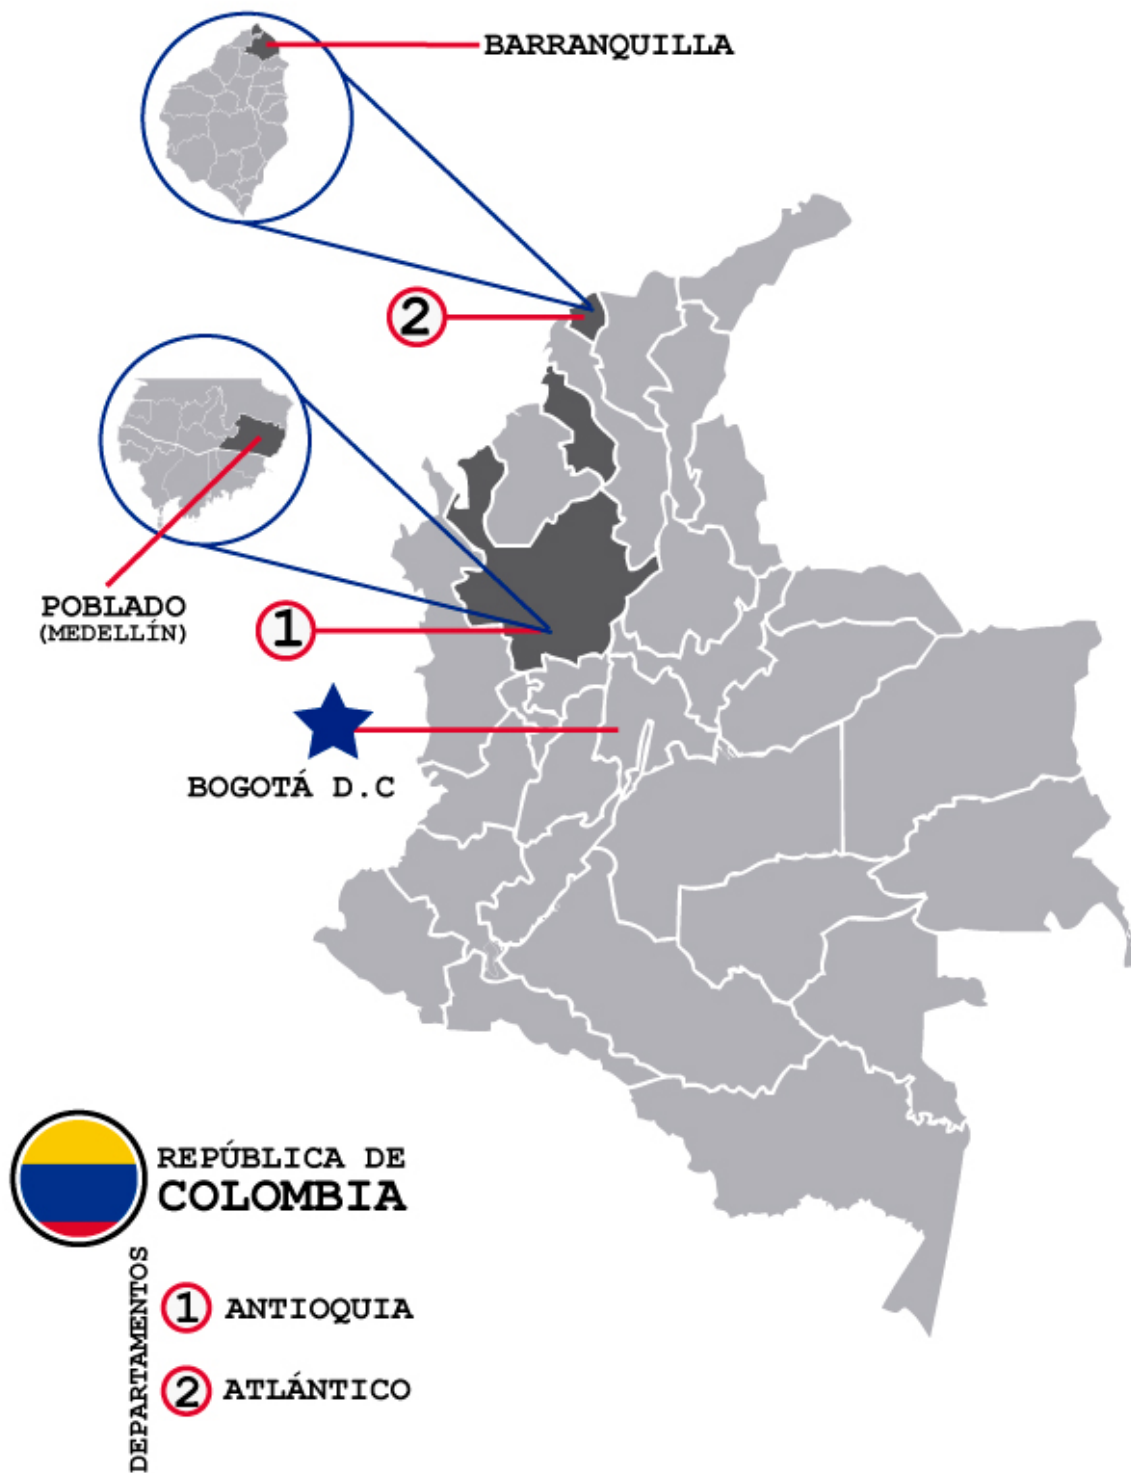 BARRANQUILLA
2
POBLADO
(MEDELLÍN)
1
BOGOTÁ D.C
REPÚBLICA DE
COLOMBIA
DEPARTAMENTOS
1 ANTIOQUIA
2 ATLÁNTICO